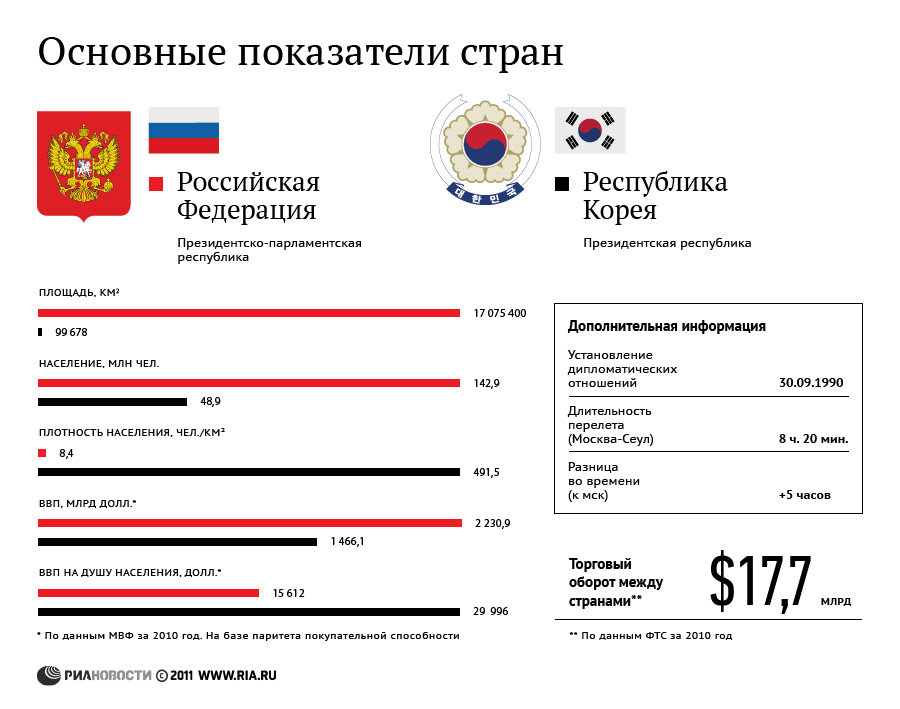 Основные показатели стран
Российская
Федерация
Президентско-парламентская
республика
대한민국
Республика
Корея
Президентская республика
ПЛОЩАДЬ, КМ²
17 075 400
99 678
НАСЕЛЕНИЕ, МЛН ЧЕЛ.
142,9
48,9
ПЛОТНОСТЬ НАСЕЛЕНИЯ, ЧЕЛ./КМ²
8,4
491,5
ВВП, МЛРД ДОЛЛ.*
2 230,9
1 466,1
ВВП НА ДУШУ НАСЕЛЕНИЯ, ДОЛЛ.*
15 612
29 996
* По данным МВФ за 2010 год. На базе паритета покупательной способности
Дополнительная информация
Установление
дипломатических
отношений 30.09.1990
Длительность
перелета
(Москва-Сеул) 8 ч. 20 мин.
Разница
во времени
(к мск) +5 часов
Торговый
оборот между
странами**
$17,7 МЛРД
** По данным ФТС за 2010 год
РИАНОВОСТИ © 2011 WWW.RIA.RU